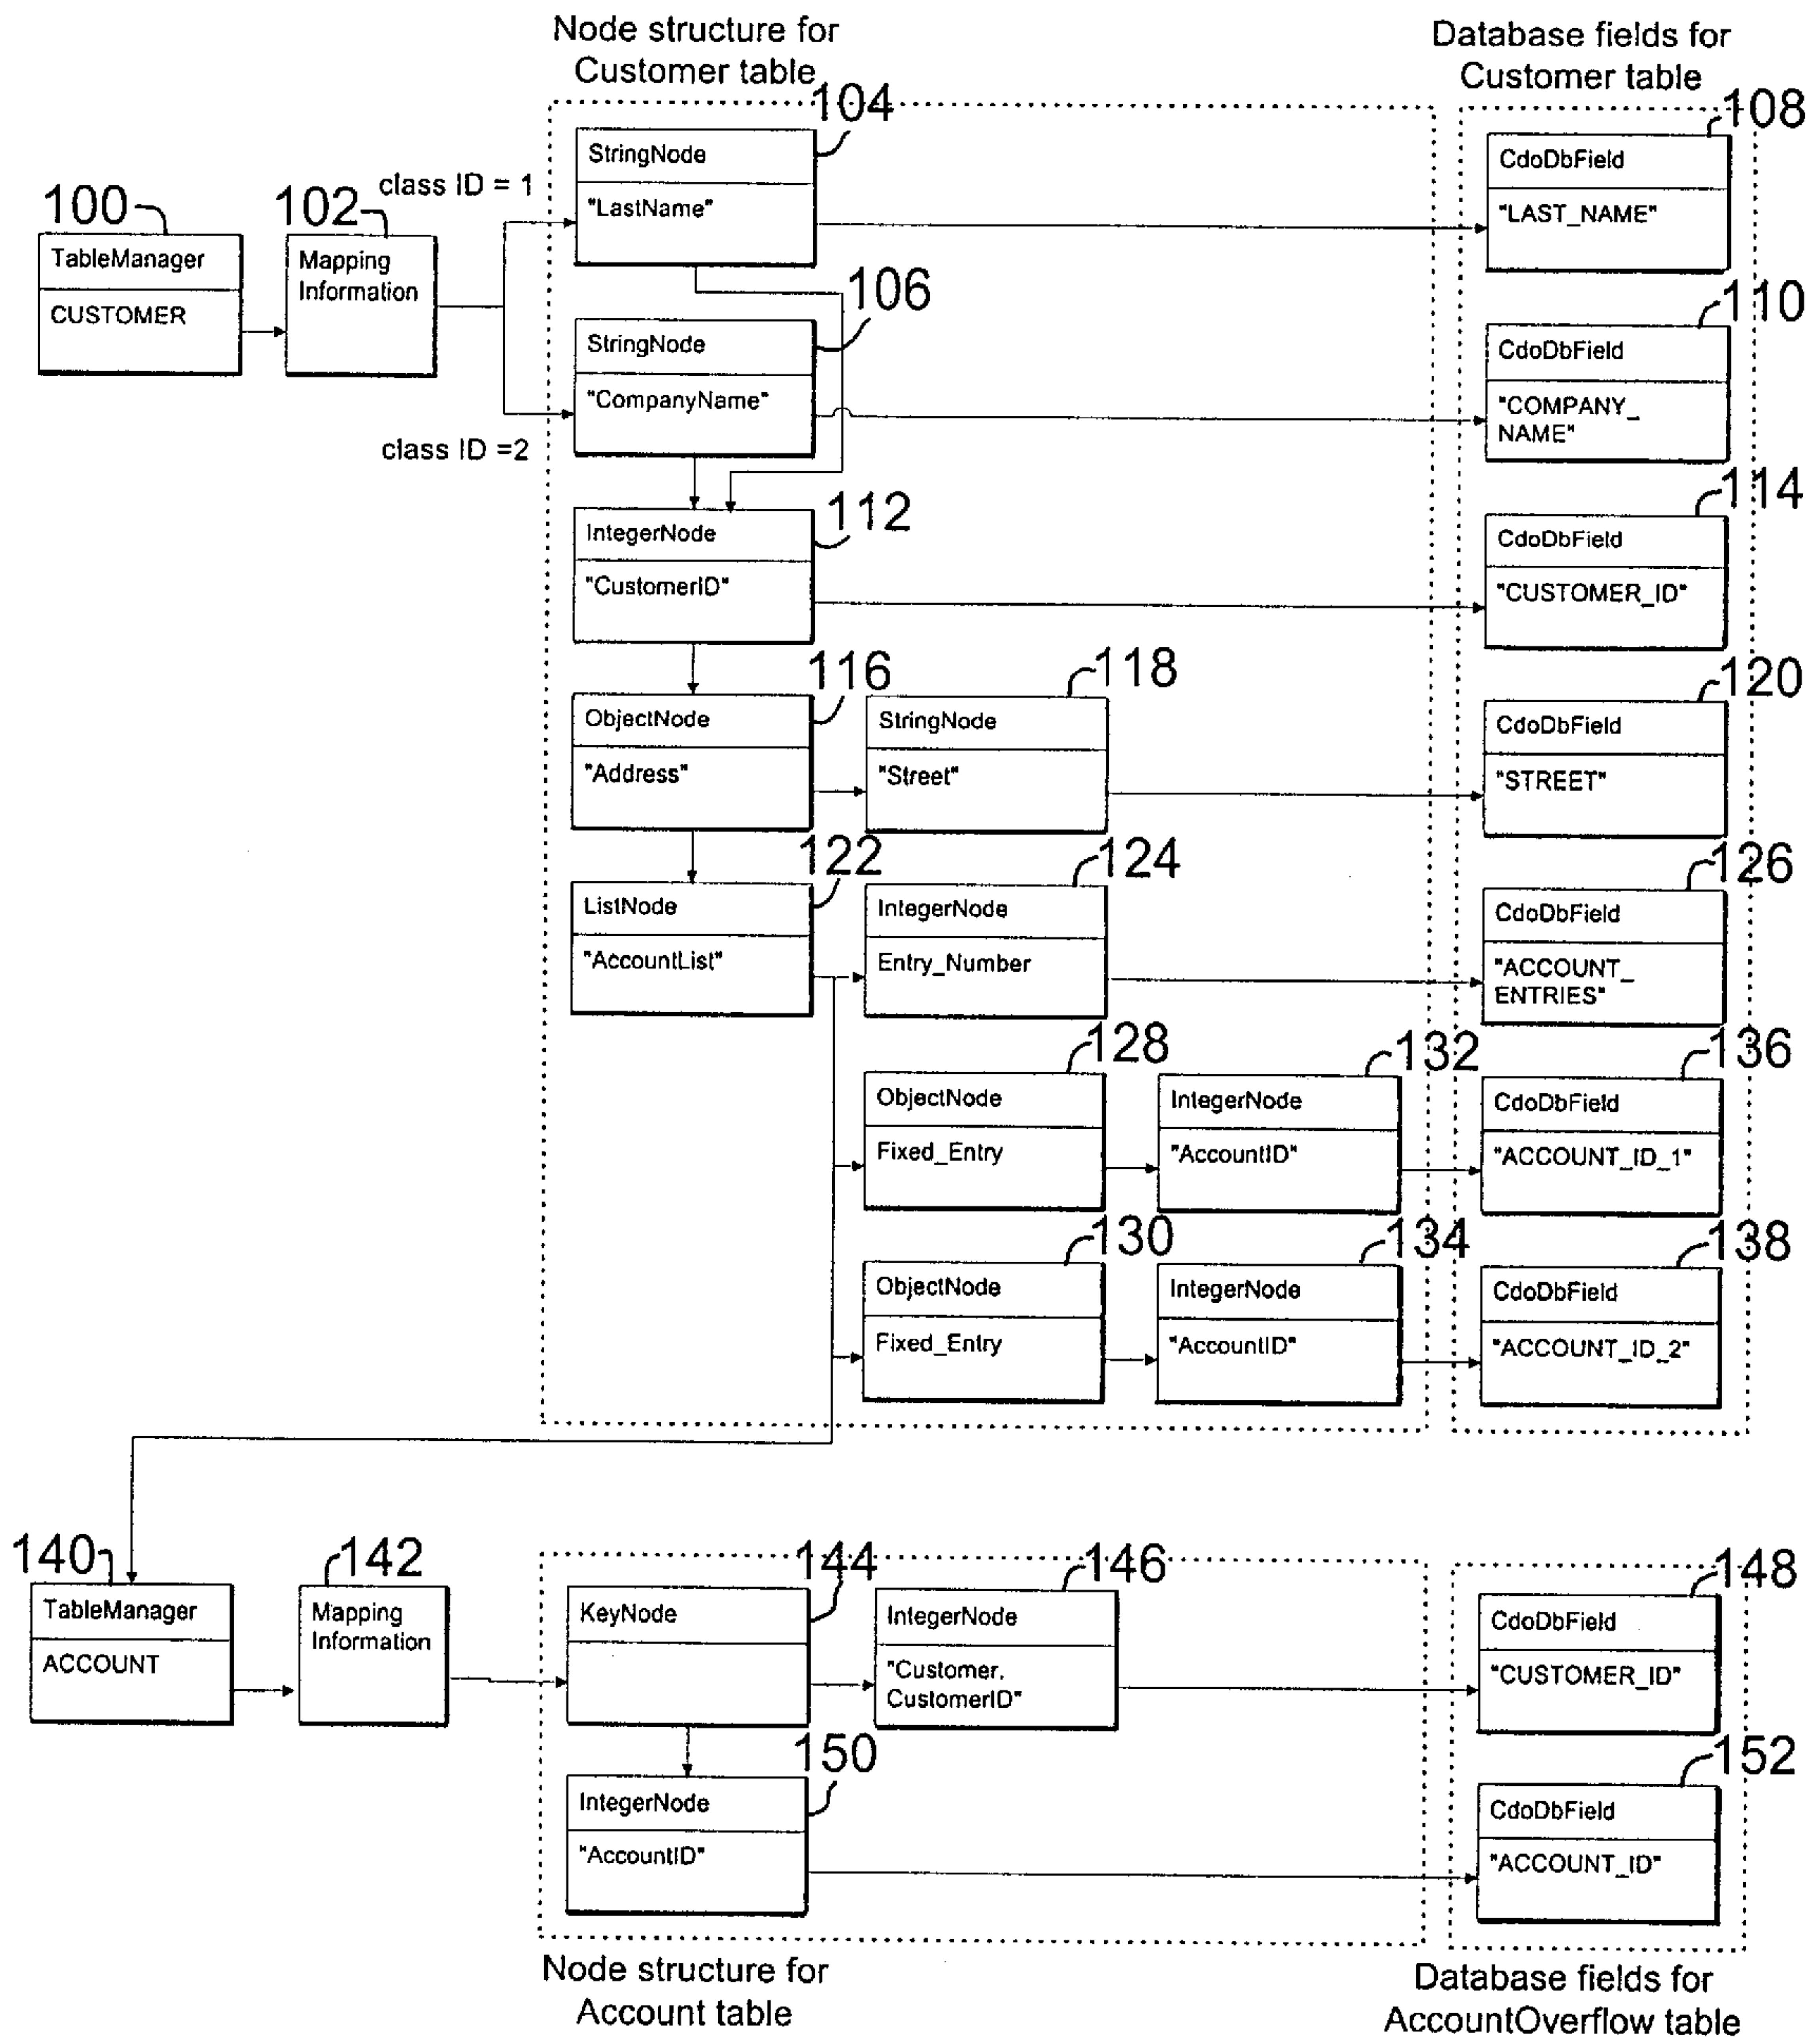 Node structure for
Customer table
Database fields for
Customer table
104
108
StringNode
"LastName"
CdoDbField
"LAST_NAME"
class ID = 1
100
102
TableManager
CUSTOMER
Mapping
Information
106
110
StringNode
"CompanyName"
CdoDbField
"COMPANY_
NAME"
class ID =2
112
114
IntegerNode
"CustomerID"
CdoDbField
"CUSTOMER_ID"
116
118
120
ObjectNode
"Address"
StringNode
"Street"
CdoDbField
"STREET"
122
124
126
ListNode
"AccountList"
IntegerNode
Entry_Number
CdoDbField
"ACCOUNT_
ENTRIES"
128
132
136
ObjectNode
Fixed_Entry
IntegerNode
"AccountID"
CdoDbField
"ACCOUNT_ID_1"
130
134
138
ObjectNode
Fixed_Entry
IntegerNode
"AccountID"
CdoDbField
"ACCOUNT_ID_2"
140
142
144
146
148
TableManager
ACCOUNT
Mapping
Information
KeyNode
IntegerNode
"Customer.
CustomerID"
CdoDbField
"CUSTOMER_ID"
150
152
IntegerNode
"AccountID"
CdoDbField
"ACCOUNT_ID"
Node structure for
Account table
Database fields for
AccountOverflow table